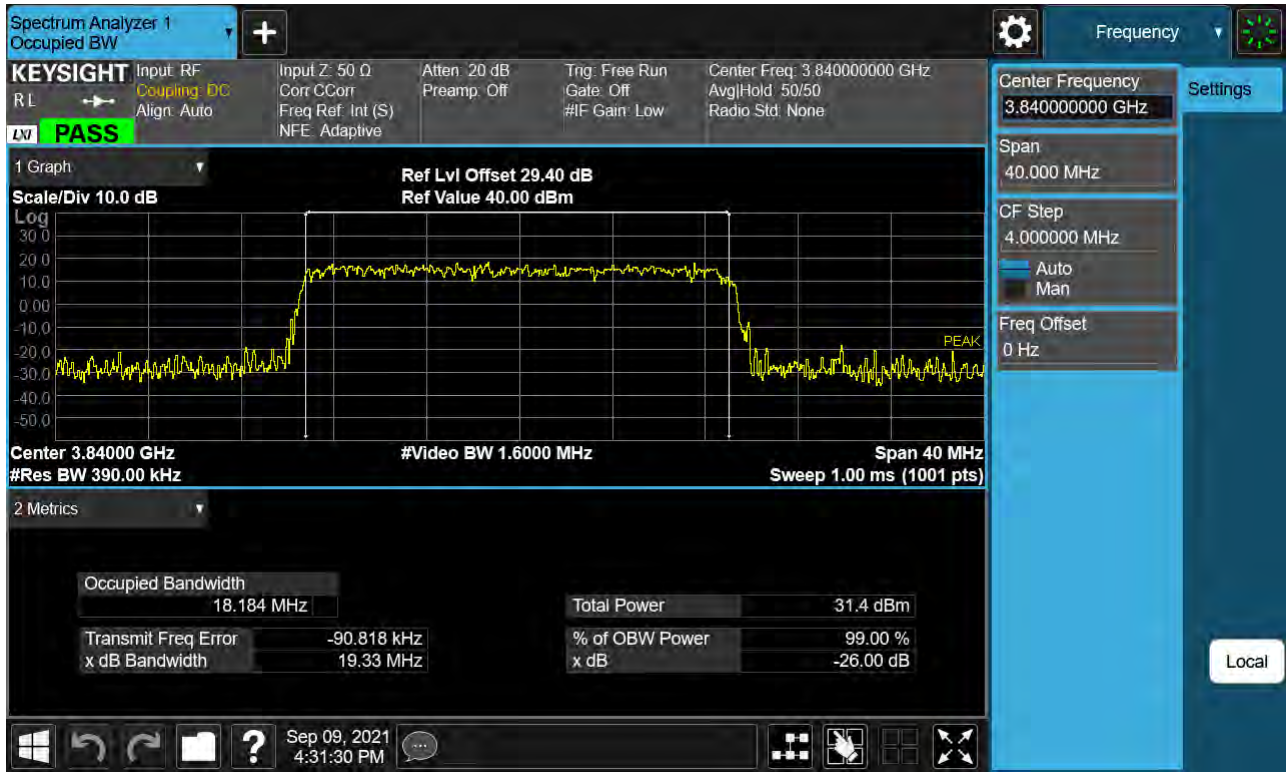 Spectrum Analyzer 1
Occupied BW
Frequency
KEYSIGHT
RL
LXI
PASS
Input: RF
Coupling: DC
Align: Auto
Input Z: 50 Ω
Corr CCorr
Freq Ref: Int (S)
NFE: Adaptive
Atten: 20 dB
Preamp: Off
Trig: Free Run
Gate: Off
#IF Gain: Low
Center Freq: 3.840000000 GHz
Avg|Hold: 50/50
Radio Std: None
1 Graph
Scale/Div 10.0 dB
Ref Lvl Offset 29.40 dB
Ref Value 40.00 dBm
Log
30.0
20.0
10.0
0.00
-10.0
-20.0
-30.0
-40.0
-50.0
PEAK
Center 3.84000 GHz
#Res BW 390.00 kHz
#Video BW 1.6000 MHz
Span 40 MHz
Sweep 1.00 ms (1001 pts)
2 Metrics
Occupied Bandwidth
18.184 MHz
Transmit Freq Error -90.818 kHz
x dB Bandwidth 19.33 MHz
Total Power 31.4 dBm
% of OBW Power 99.00 %
x dB -26.00 dB
Center Frequency
3.840000000 GHz
Span
40.000 MHz
CF Step
4.000000 MHz
Auto
Man
Freq Offset
0 Hz
Settings
Local
Sep 09, 2021
4:31:30 PM